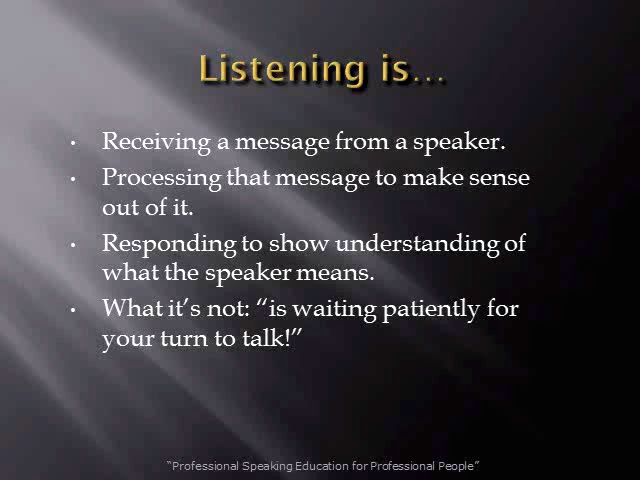 Listening is...
• Receiving a message from a speaker.
• Processing that message to make sense
out of it.
• Responding to show understanding of
what the speaker means.
• What it’s not: “is waiting patiently for
your turn to talk!”
“Professional Speaking Education for Professional People”